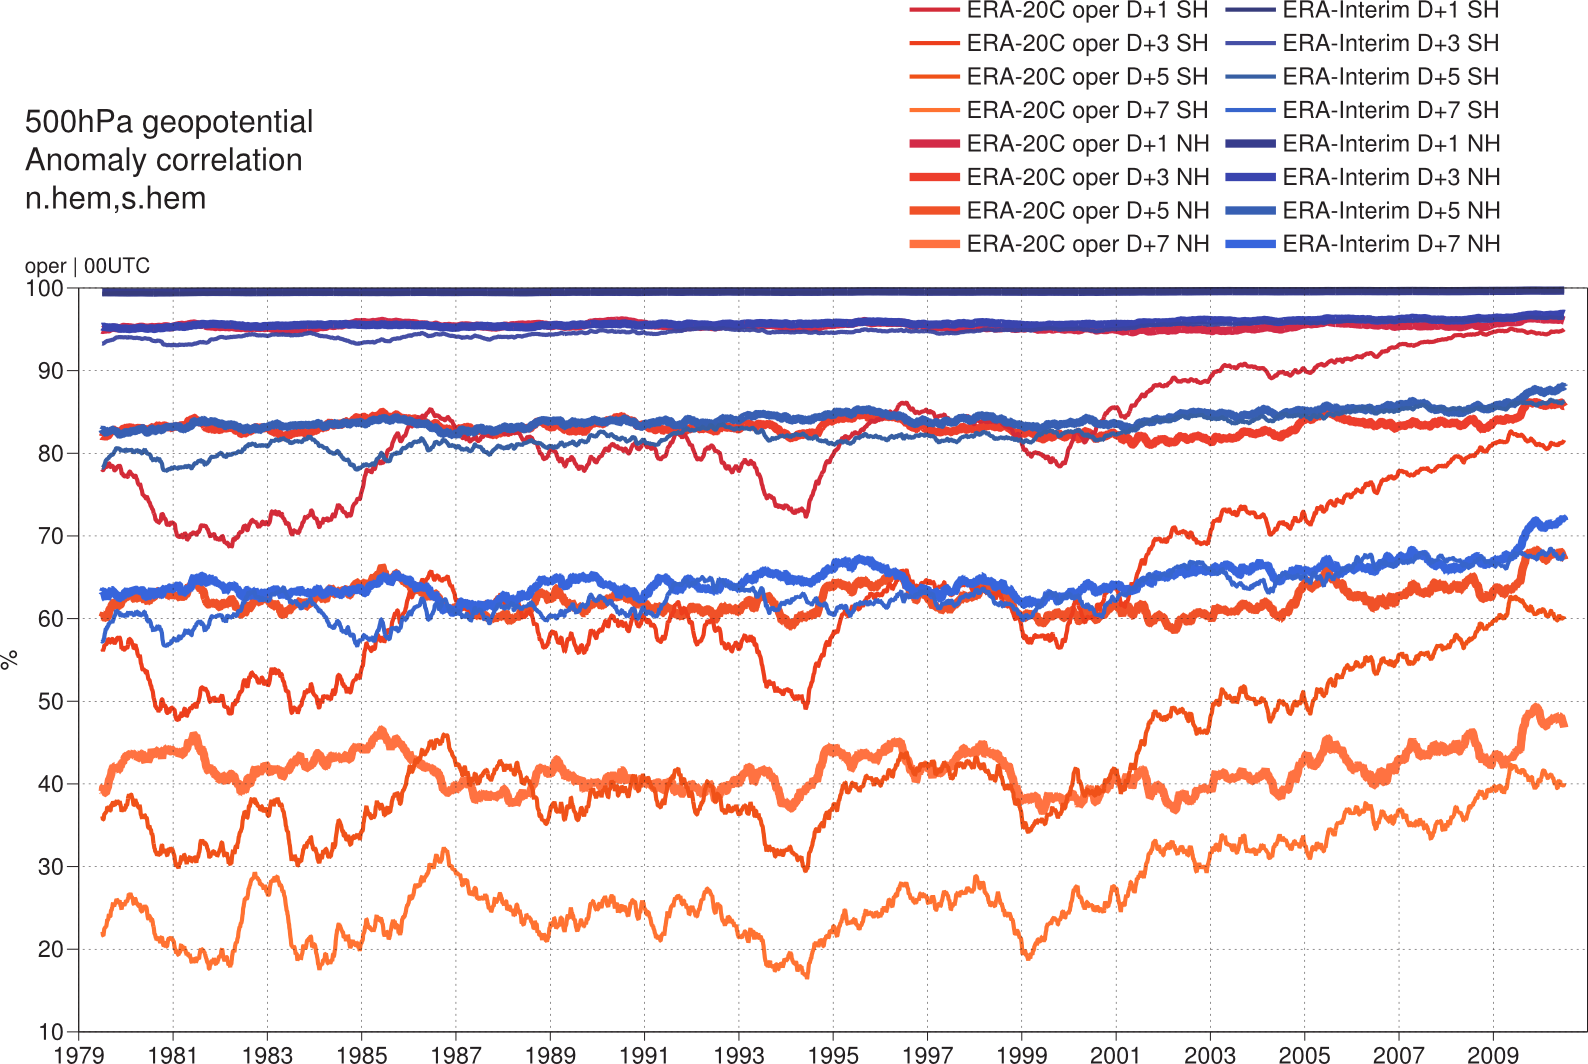 ERA-20C oper D+1 SH ERA-Interim D+1 SH
ERA-20C oper D+3 SH ERA-Interim D+3 SH
ERA-20C oper D+5 SH ERA-Interim D+5 SH
ERA-20C oper D+7 SH ERA-Interim D+7 SH
ERA-20C oper D+1 NH ERA-Interim D+1 NH
ERA-20C oper D+3 NH ERA-Interim D+3 NH
ERA-20C oper D+5 NH ERA-Interim D+5 NH
ERA-20C oper D+7 NH ERA-Interim D+7 NH
500hPa geopotential
Anomaly correlation
n.hem,s.hem
oper | 00UTC
100
90
80
70
60
%
50
40
30
20
10
1979 1981 1983 1985 1987 1989 1991 1993 1995 1997 1999 2001 2003 2005 2007 2009